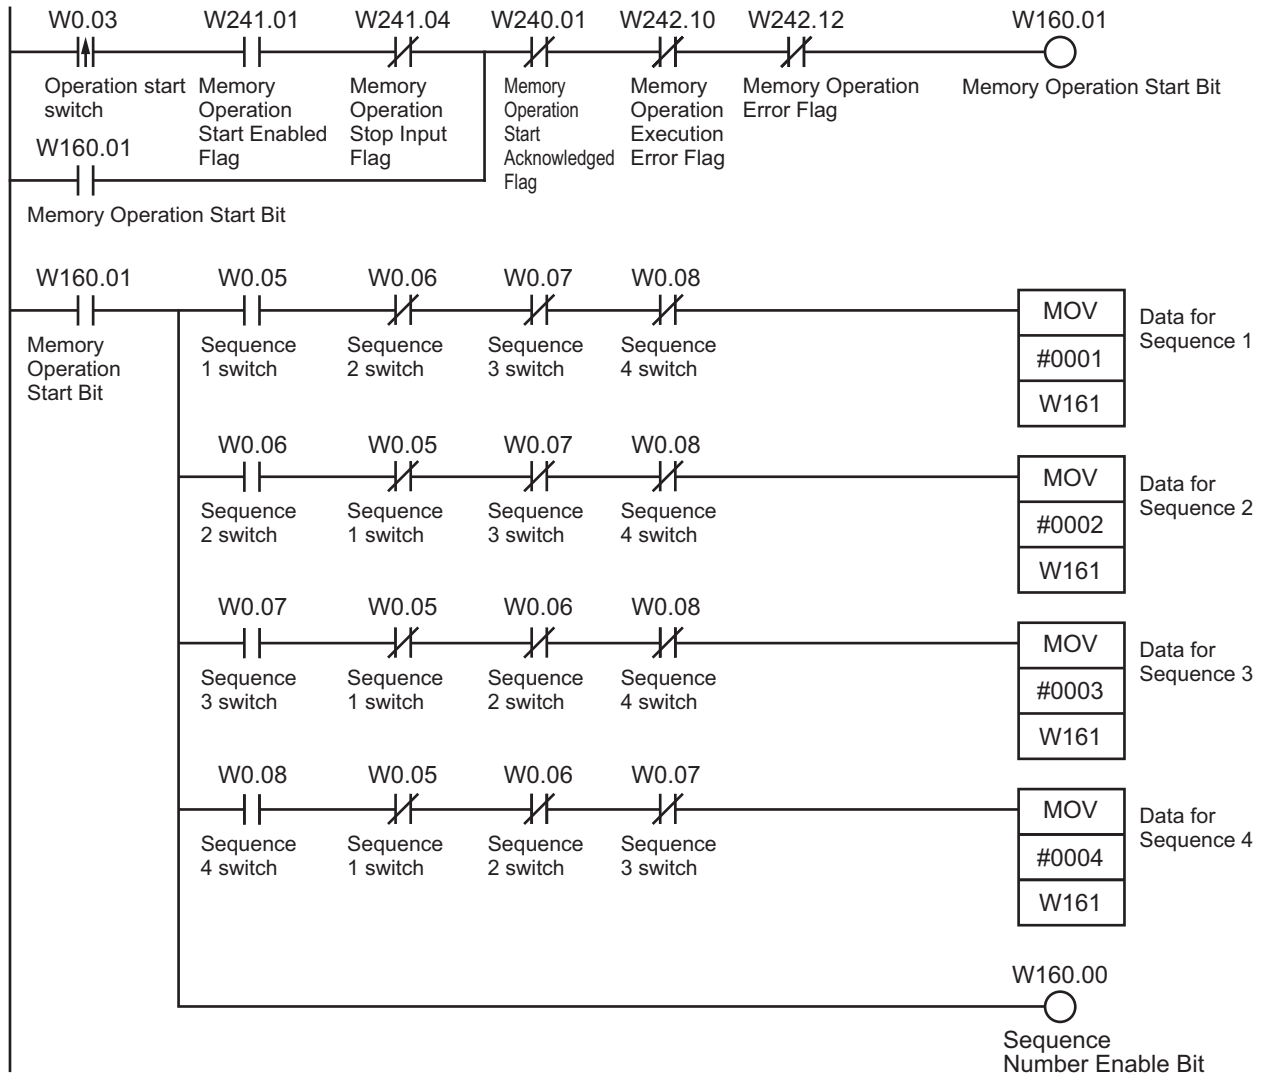 W0.03 W241.01 W241.04 W240.01 W242.10 W242.12 W160.01
Operation start switch
Memory Operation Start Enabled Flag
Memory Operation Stop Input Flag
Memory Operation Start Acknowledged Flag
Memory Operation Execution Error Flag
Memory Operation Error Flag
Memory Operation Start Bit
W160.01
Memory Operation Start Bit
W160.01 W0.05 W0.06 W0.07 W0.08
Memory Operation Start Bit
Sequence 1 switch
Sequence 2 switch
Sequence 3 switch
Sequence 4 switch
MOV
#0001
W161
Data for Sequence 1
W0.06 W0.05 W0.07 W0.08
Sequence 2 switch
Sequence 1 switch
Sequence 3 switch
Sequence 4 switch
MOV
#0002
W161
Data for Sequence 2
W0.07 W0.05 W0.06 W0.08
Sequence 3 switch
Sequence 1 switch
Sequence 2 switch
Sequence 4 switch
MOV
#0003
W161
Data for Sequence 3
W0.08 W0.05 W0.06 W0.07
Sequence 4 switch
Sequence 1 switch
Sequence 2 switch
Sequence 3 switch
MOV
#0004
W161
Data for Sequence 4
W160.00
Sequence
Number Enable Bit